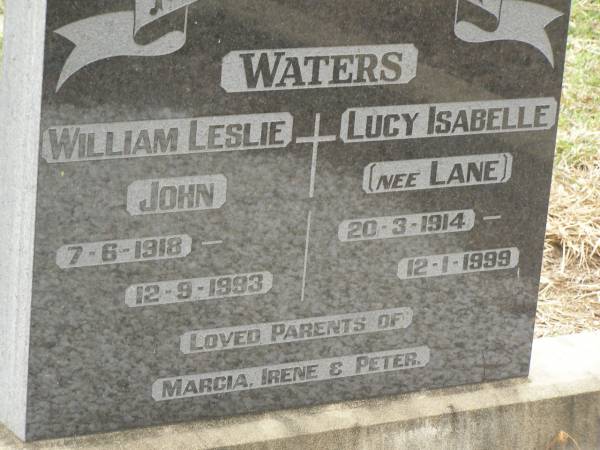 WATERS
WILLIAM LESLIE
JOHN
7-6-1918 –
12-9-1993
LUCY ISABELLE
(NEE LANE)
20-3-1914 –
12-1-1999
LOVED PARENTS OF
MARCIA, IRENE & PETER.